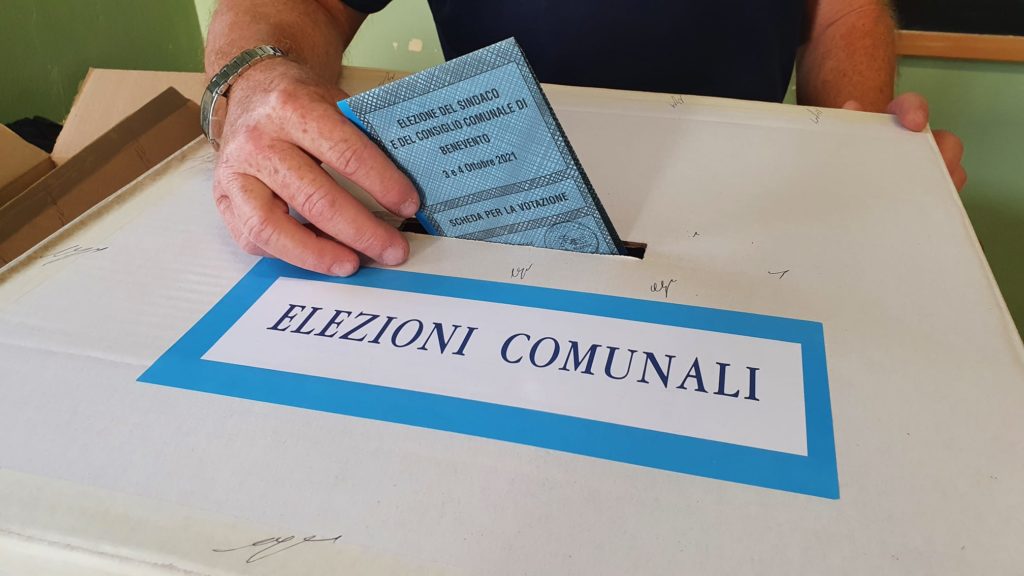 ELEZIONE DEL SINDACO
E DEL CONSIGLIO COMUNALE DI
BENEVENTO
3 e 4 Ottobre 2021
SCHEDA PER LA VOTAZIONE
ELEZIONI COMUNALI